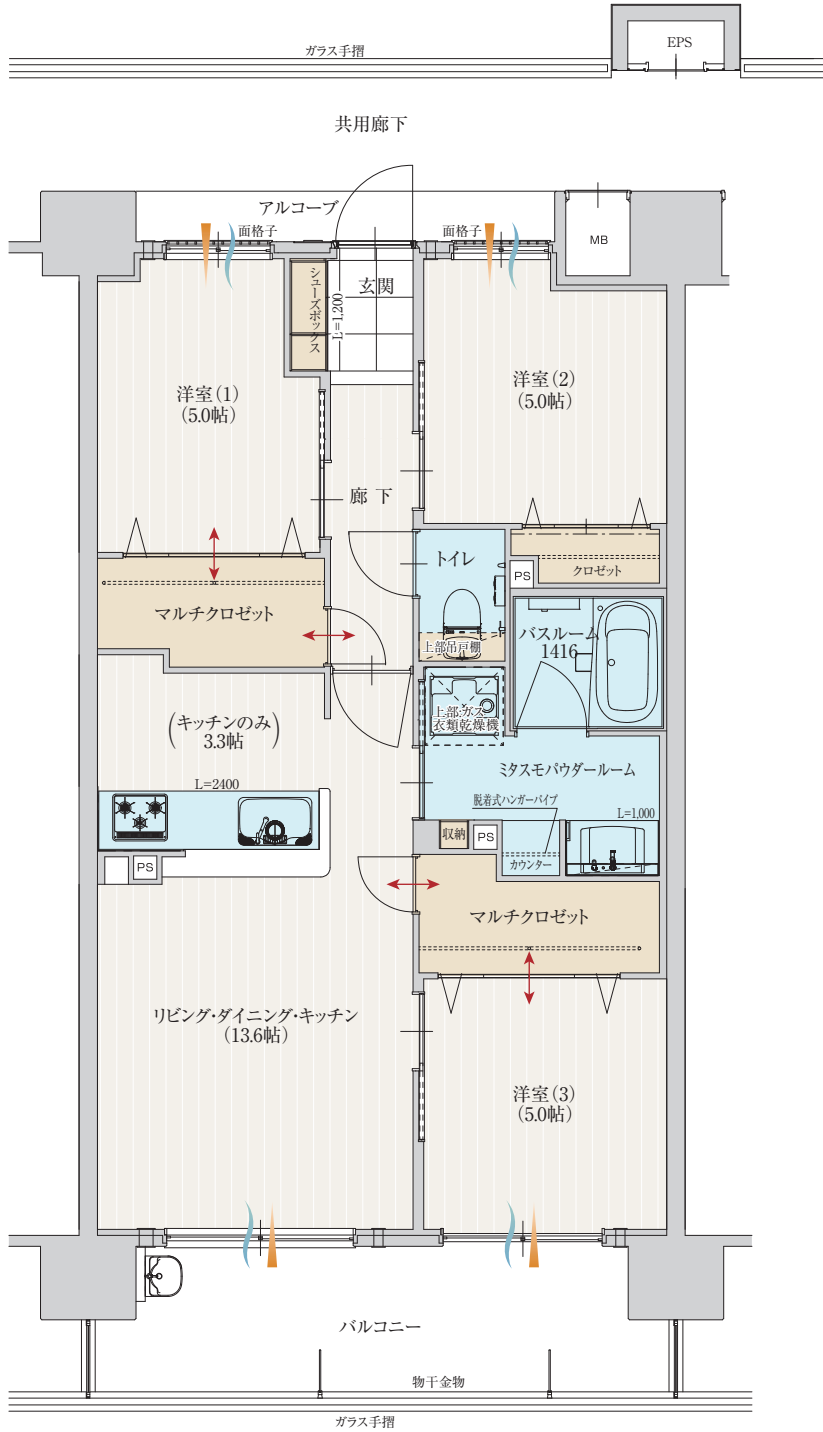 ガラス手摺
EPS
共用廊下
アルコーブ
面格子
面格子
MB
玄関
シューズボックス
L=1,200
洋室(1)
(5.0帖)
洋室(2)
(5.0帖)
廊下
トイレ
PS
クロゼット
マルチクロゼット
上部吊戸棚
バスルーム
1416
(キッチンのみ)
3.3帖
上部:ガス
衣類乾燥機
L=2400
ミタスモパウダールーム
脱着式ハンガーパイプ
L=1,000
収納
PS
カウンター
PS
マルチクロゼット
リビング・ダイニング・キッチン
(13.6帖)
洋室(3)
(5.0帖)
バルコニー
物干金物
ガラス手摺